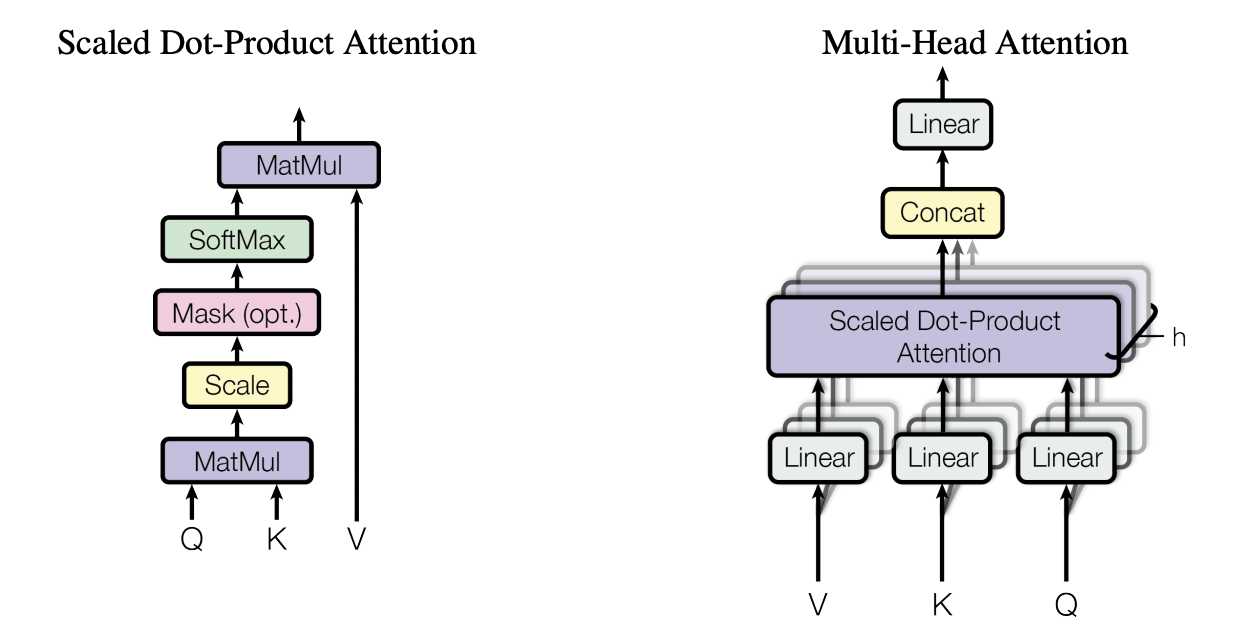 Scaled Dot-Product Attention
MatMul
SoftMax
Mask (opt.)
Scale
MatMul
Q K V
Multi-Head Attention
Linear
Concat
Scaled Dot-Product
Attention
h
Linear Linear Linear
V K Q